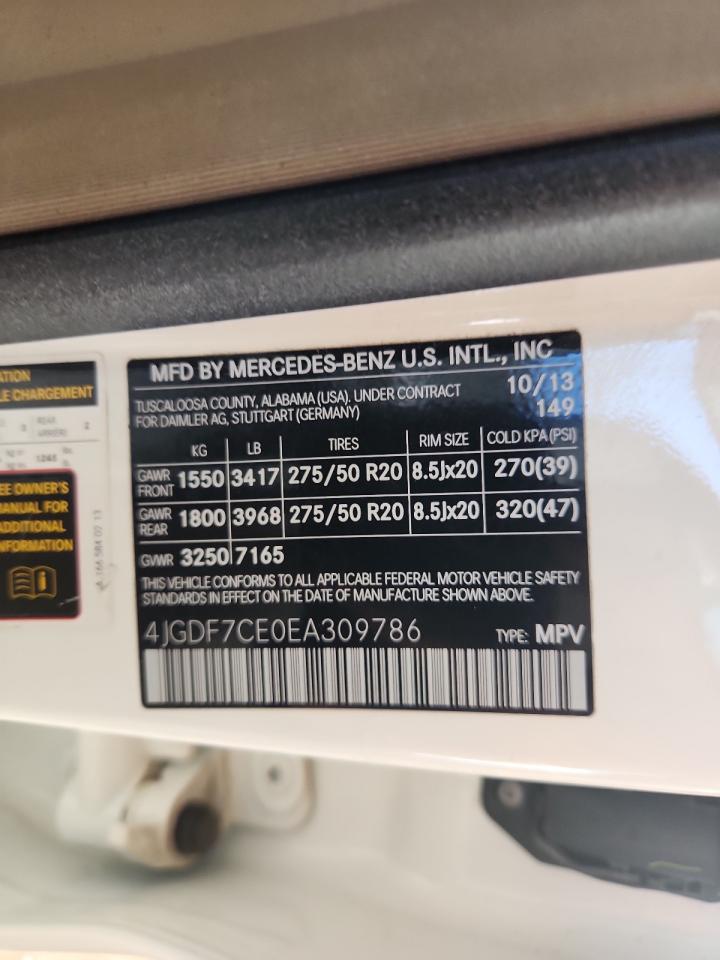 MFD BY MERCEDES-BENZ U.S. INTL., INC
TUSCALOOSA COUNTY, ALABAMA (USA). UNDER CONTRACT 10/13
FOR DAIMLER AG, STUTTGART (GERMANY) 149
KG LB TIRES RIM SIZE COLD KPA (PSI)
GAWR FRONT 1550 3417 275/50 R20 8.5Jx20 270(39)
GAWR REAR 1800 3968 275/50 R20 8.5Jx20 320(47)
GVWR 3250 7165
THIS VEHICLE CONFORMS TO ALL APPLICABLE FEDERAL MOTOR VEHICLE SAFETY
STANDARDS IN EFFECT ON THE DATE OF MANUFACTURE SHOWN ABOVE.
4JGDF7CE0EA309786 TYPE: MPV
ATION
LE CHARGEMENT
REAR 2
EE OWNER'S
MANUAL FOR
ADDITIONAL
NFORMATION